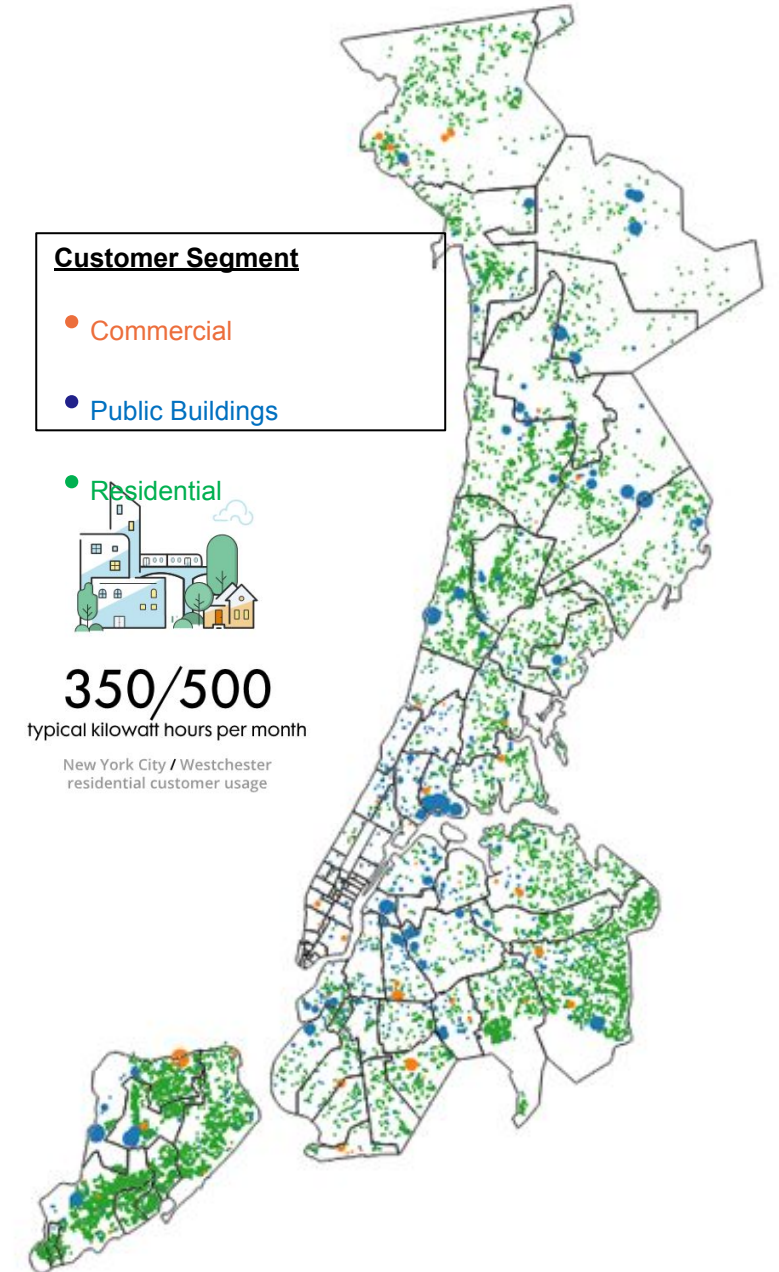 Customer Segment
Commercial
Public Buildings
Residential
350/500
typical kilowatt hours per month
New York City / Westchester
residential customer usage